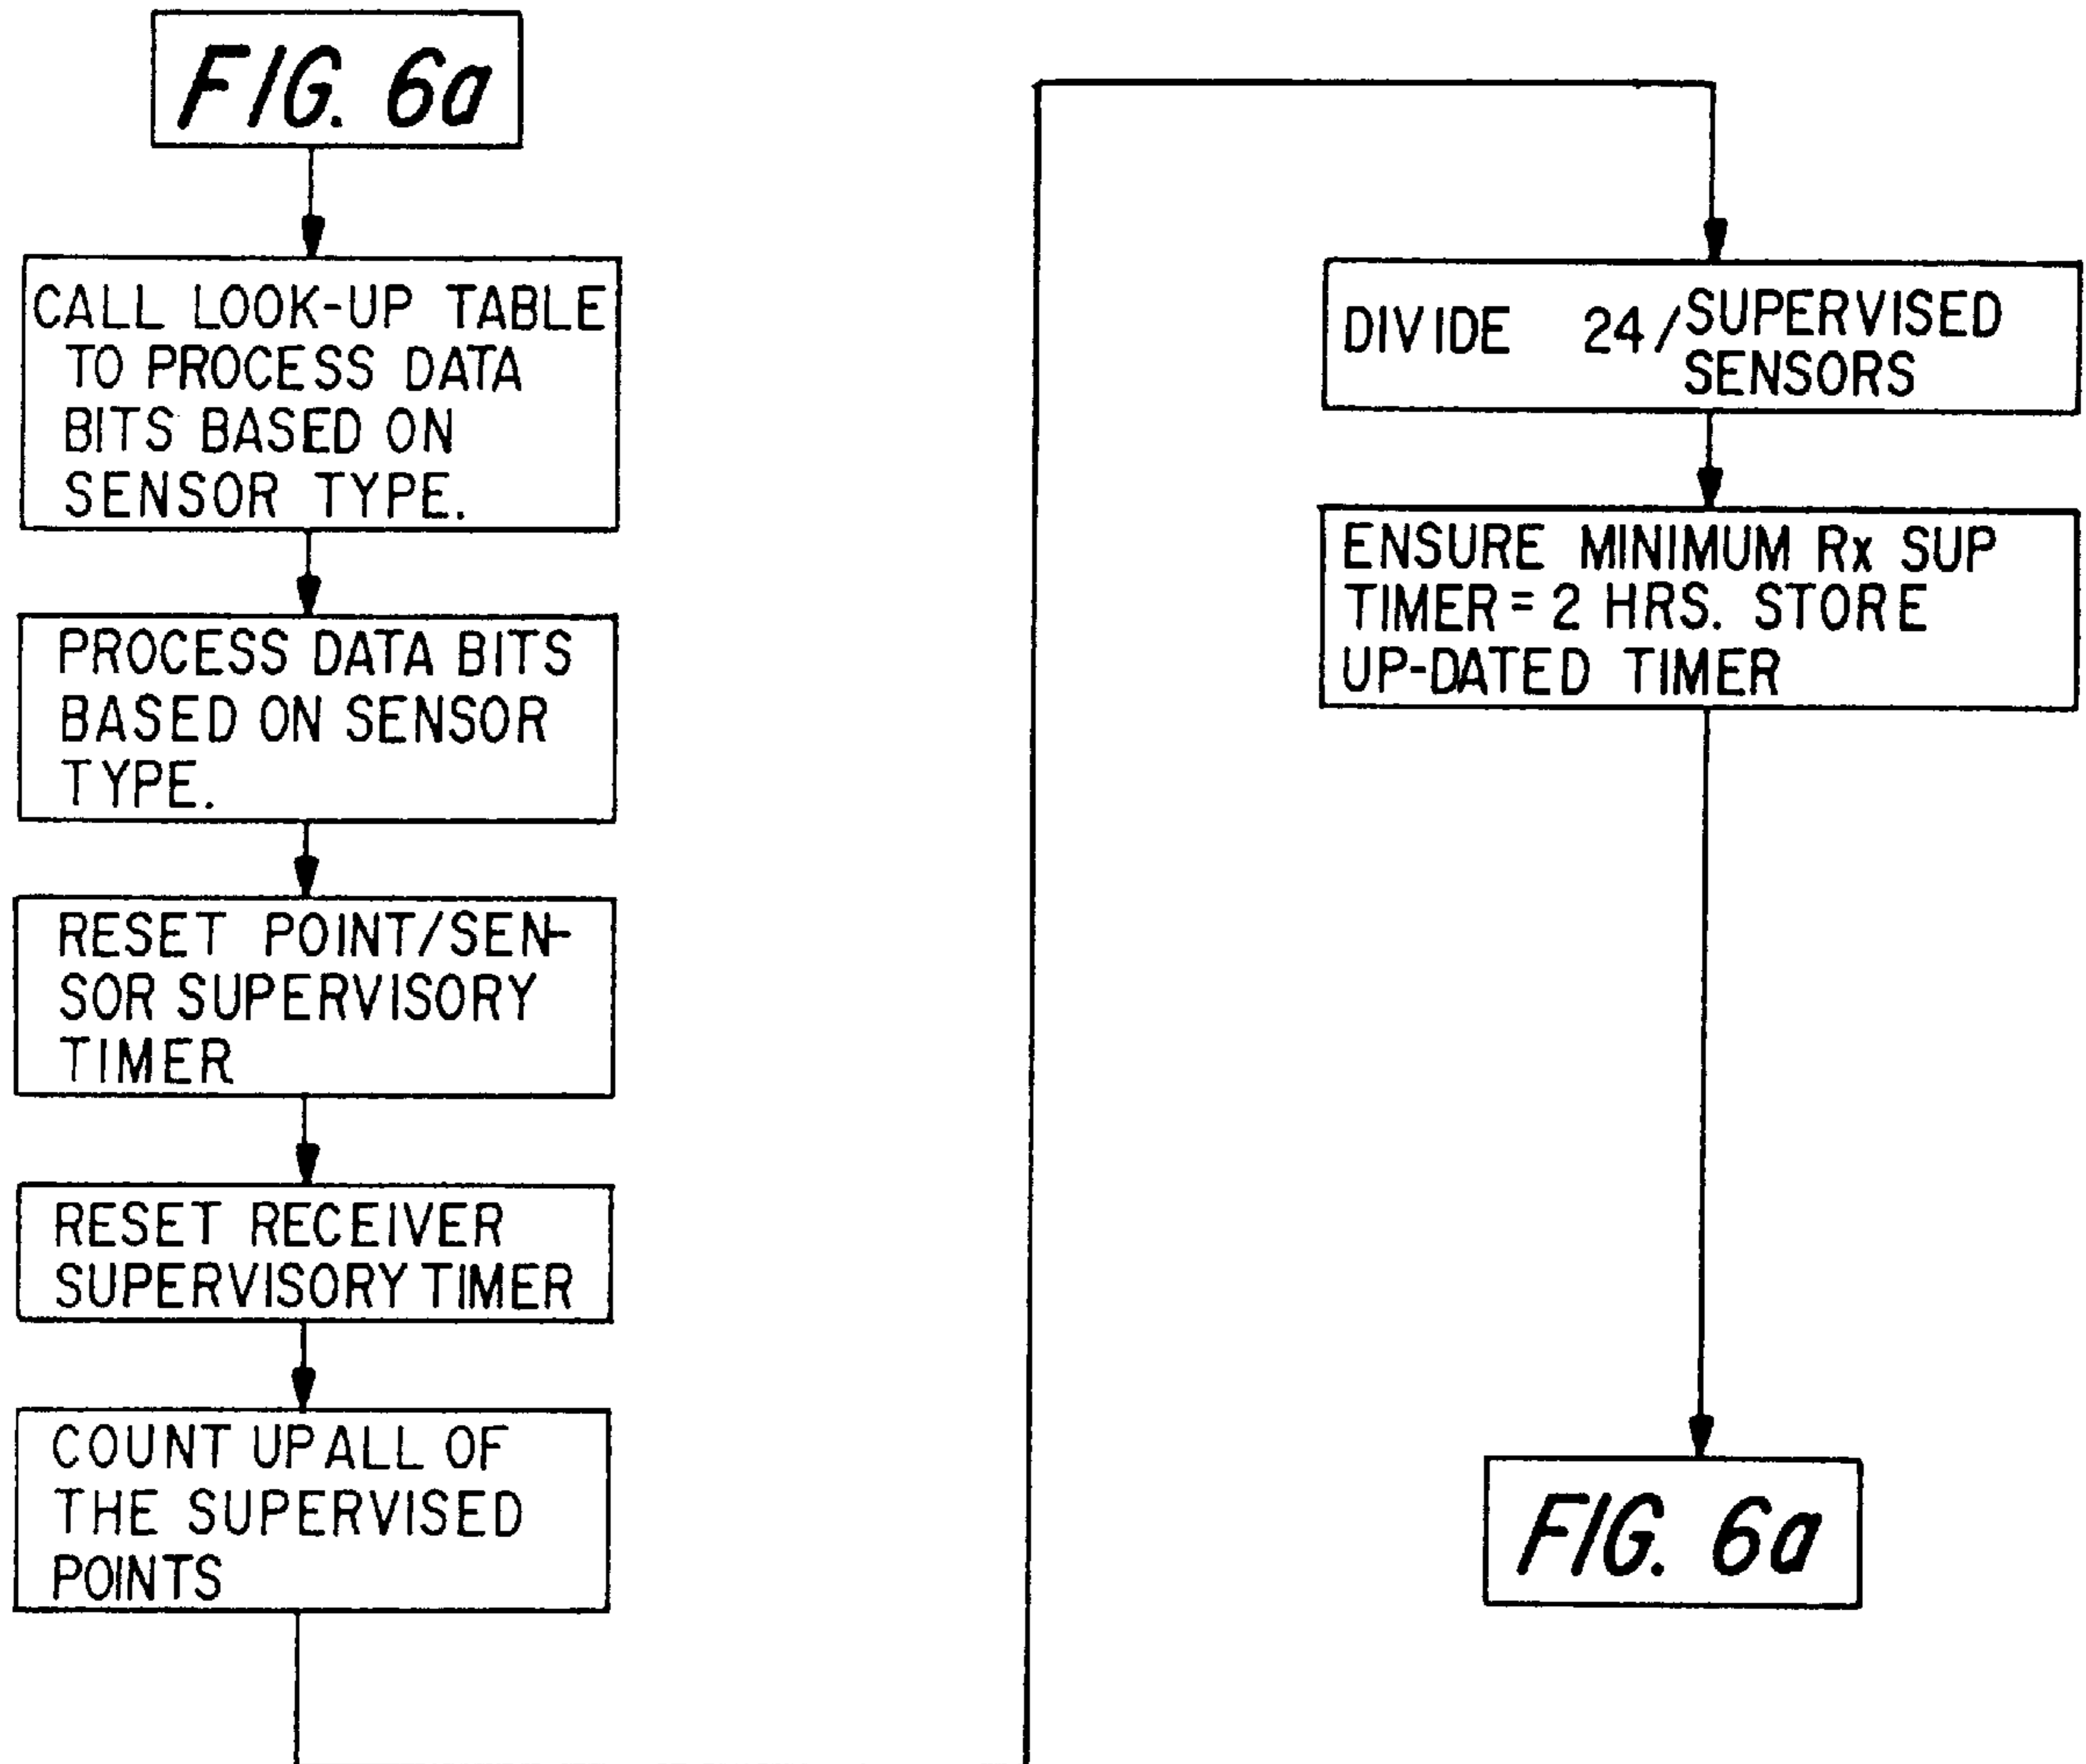 FIG. 6a
CALL LOOK-UP TABLE
TO PROCESS DATA
BITS BASED ON
SENSOR TYPE.
PROCESS DATA BITS
BASED ON SENSOR
TYPE.
RESET POINT/SEN-
SOR SUPERVISORY
TIMER
RESET RECEIVER
SUPERVISORY TIMER
COUNT UP ALL OF
THE SUPERVISED
POINTS
DIVIDE 24/SUPERVISED
SENSORS
ENSURE MINIMUM Rx SUP
TIMER = 2 HRS. STORE
UP-DATED TIMER
FIG. 6a